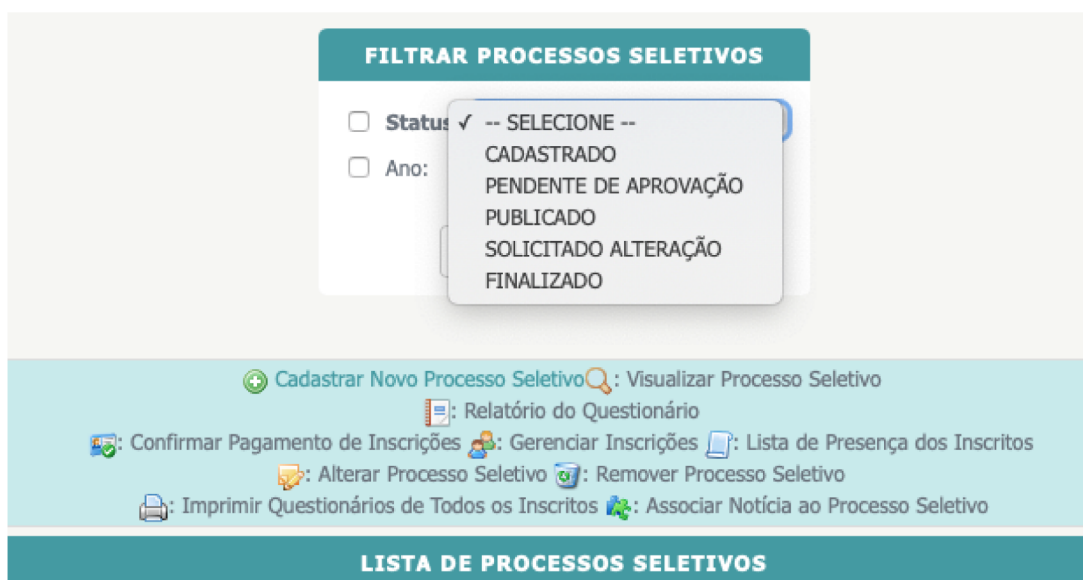 FILTRAR PROCESSOS SELETIVOS
Status ✓ -- SELECIONE --
CADASTRADO
Ano:
PENDENTE DE APROVAÇÃO
PUBLICADO
SOLICITADO ALTERAÇÃO
FINALIZADO
Cadastrar Novo Processo Seletivo : Visualizar Processo Seletivo
: Relatório do Questionário
: Confirmar Pagamento de Inscrições : Gerenciar Inscrições : Lista de Presença dos Inscritos
: Alterar Processo Seletivo : Remover Processo Seletivo
: Imprimir Questionários de Todos os Inscritos : Associar Notícia ao Processo Seletivo
LISTA DE PROCESSOS SELETIVOS